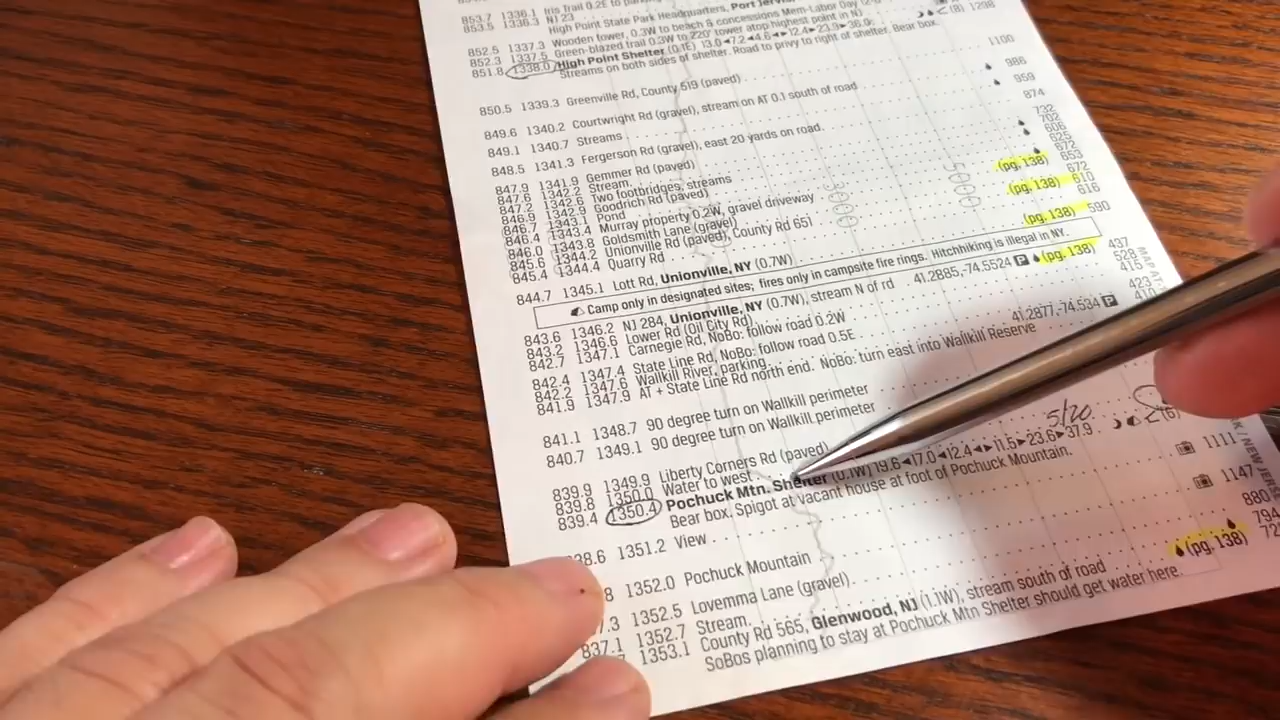 853.7 1336.1 Iris Trail 0.2E to
853.5 1336.3 NJ 23
High Point State Park Headquarters, Port Jervis
852.5 1337.3 Wooden tower, 0.3W to beach & concessions Mem-Labor Day
852.3 1337.5 Green-blazed trail 0.3W to 220' tower atop highest point in NJ
851.8 1338.0 High Point Shelter (0.1E) 13.0◂7.2◂4.6◂▸12.4▸23.9▸36.0 (8) 1298
Streams on both sides of shelter. Road to privy to right of shelter. Bear box.
850.5 1339.3 Greenville Rd, County 519 (paved) 1100
849.6 1340.2 Courtwright Rd (gravel), stream on AT 0.1 south of road 986
849.1 1340.7 Streams 959
848.5 1341.3 Fergerson Rd (gravel), east 20 yards on road. 874
847.9 1341.9 Gemmer Rd (paved) 732
847.6 1342.2 Stream 702
847.2 1342.6 Two footbridges, streams 606
846.9 1342.9 Goodrich Rd (paved) 625
846.7 1343.1 Pond 672
846.4 1343.4 Murray property 0.2W, gravel driveway (pg. 138) 653
846.0 1343.8 Goldsmith Lane (gravel) 672
845.6 1344.2 Unionville Rd (paved), County Rd 651 (pg. 138) 610
845.4 1344.4 Quarry Rd 616
844.7 1345.1 Lott Rd, Unionville, NY (0.7W) (pg. 138) 590
Camp only in designated sites; fires only in campsite fire rings. Hitchhiking is illegal in NY.
843.6 1346.2 NJ 284, Unionville, NY (0.7W), stream N of rd 41.2885,-74.5524 P (pg. 138) 437
843.2 1346.6 Lower Rd (Oil City Rd) 528
842.7 1347.1 Carnegie Rd, NoBo: follow road 0.2W 415
842.4 1347.4 State Line Rd, NoBo: follow road 0.5E 423
842.2 1347.6 Wallkill River, parking 41.2877,-74.534 P
841.9 1347.9 AT + State Line Rd north end. NoBo: turn east into Wallkill Reserve
841.1 1348.7 90 degree turn on Wallkill perimeter
840.7 1349.1 90 degree turn on Wallkill perimeter
5/20
839.9 1349.9 Liberty Corners Rd (paved)
839.8 1350.0 Water to west
839.4 1350.4 Pochuck Mtn. Shelter (0.1W) 19.6◂17.0◂12.4◂▸11.5▸23.6▸37.9 (6)
Bear box. Spigot at vacant house at foot of Pochuck Mountain.
38.6 1351.2 View 1111
8 1352.0 Pochuck Mountain 1147
7.3 1352.5 Lovemma Lane (gravel) 880
837.1 1352.7 Stream
1353.1 County Rd 565, Glenwood, NJ (1.1W), stream south of road (pg. 138)
SoBos planning to stay at Pochuck Mtn Shelter should get water here.
3000
5000